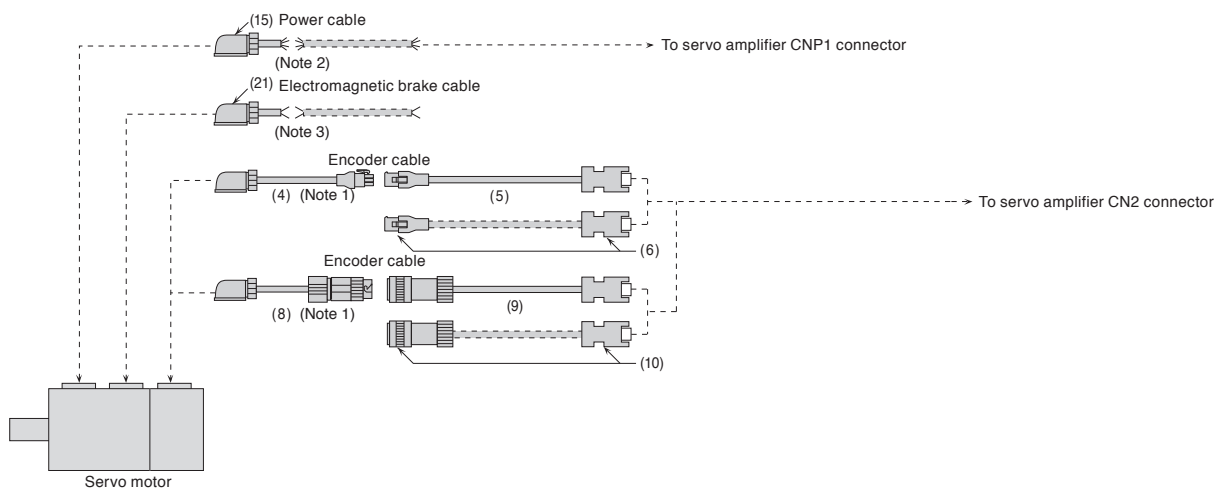 (15) Power cable
To servo amplifier CNP1 connector
(Note 2)
(21) Electromagnetic brake cable
(Note 3)
Encoder cable
(4) (Note 1)
(5)
To servo amplifier CN2 connector
(6)
Encoder cable
(8) (Note 1)
(9)
(10)
Servo motor